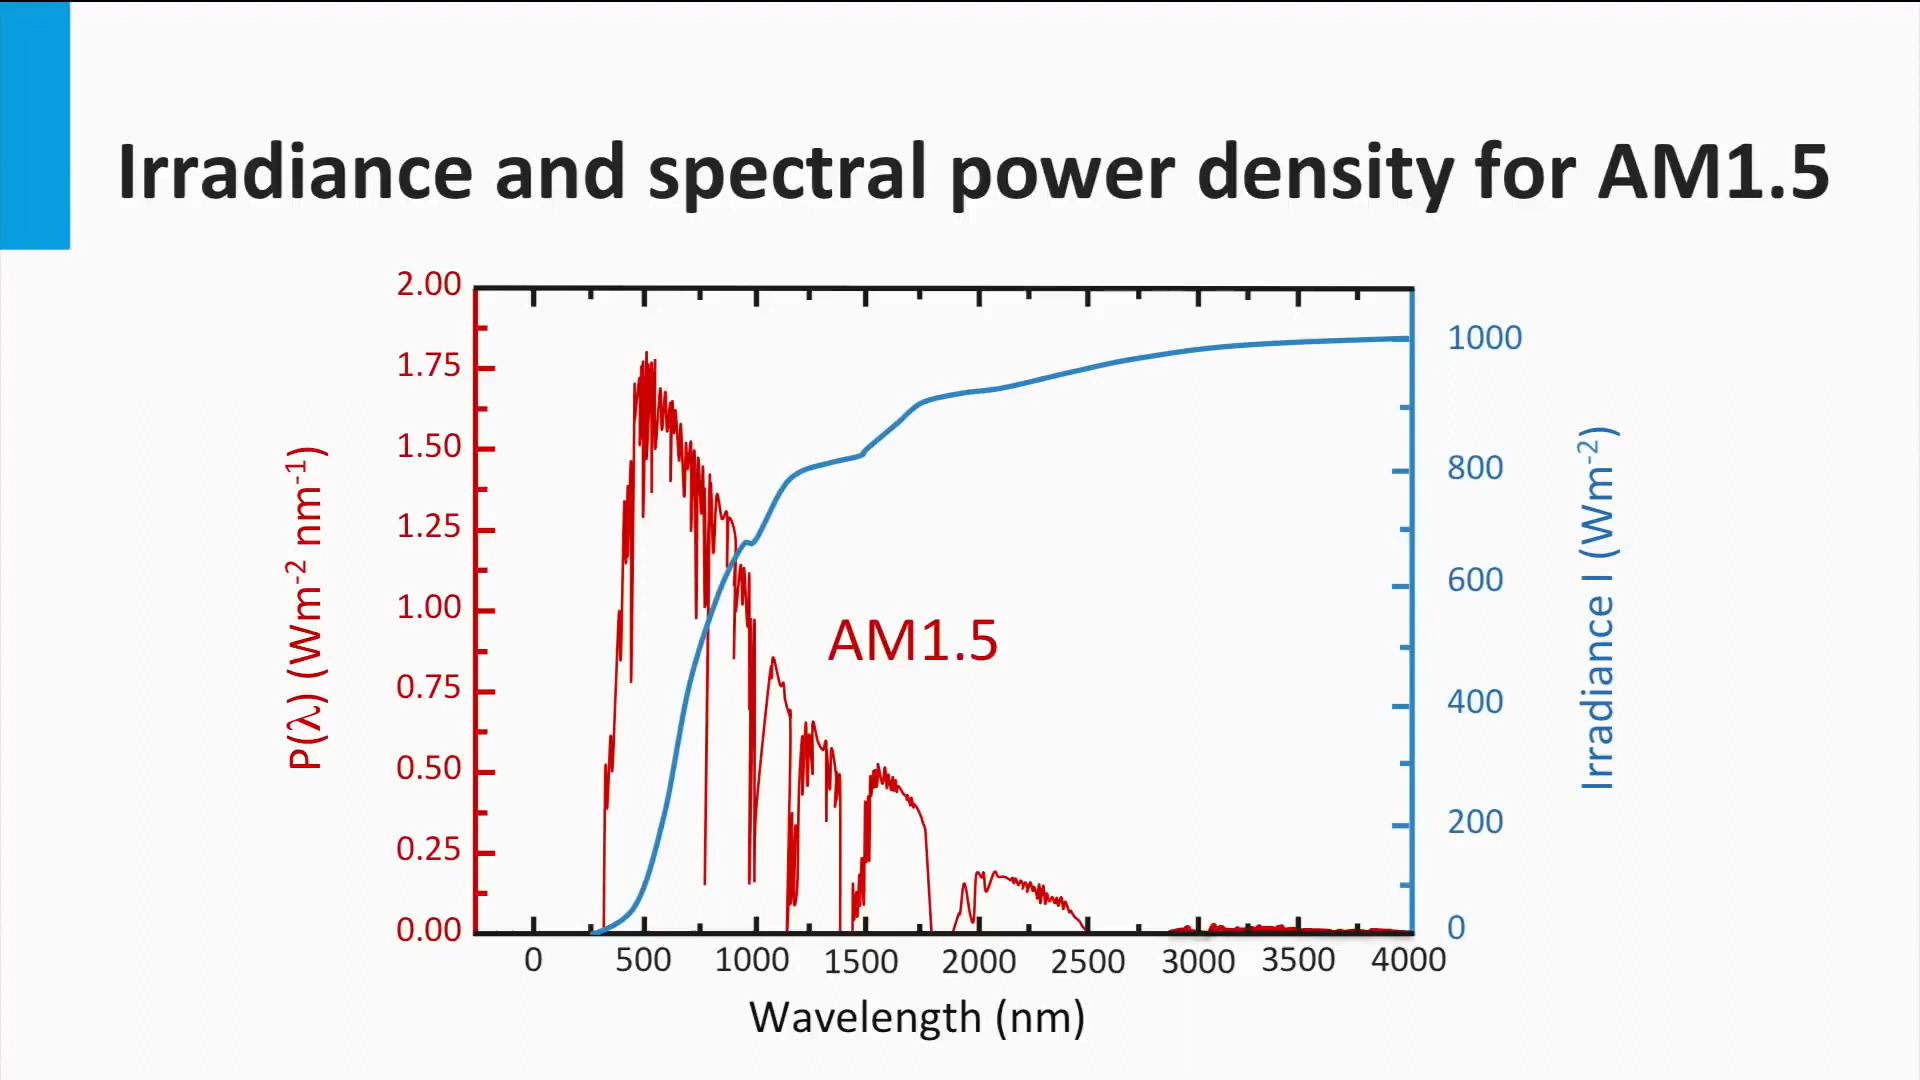 Irradiance and spectral power density for AM1.5
2.00
1.75
1.50
1.25
1.00
0.75
0.50
0.25
0.00
P(λ) (Wm⁻² nm⁻¹)
AM1.5
1000
800
600
400
200
0
Irradiance I (Wm⁻²)
0 500 1000 1500 2000 2500 3000 3500 4000
Wavelength (nm)